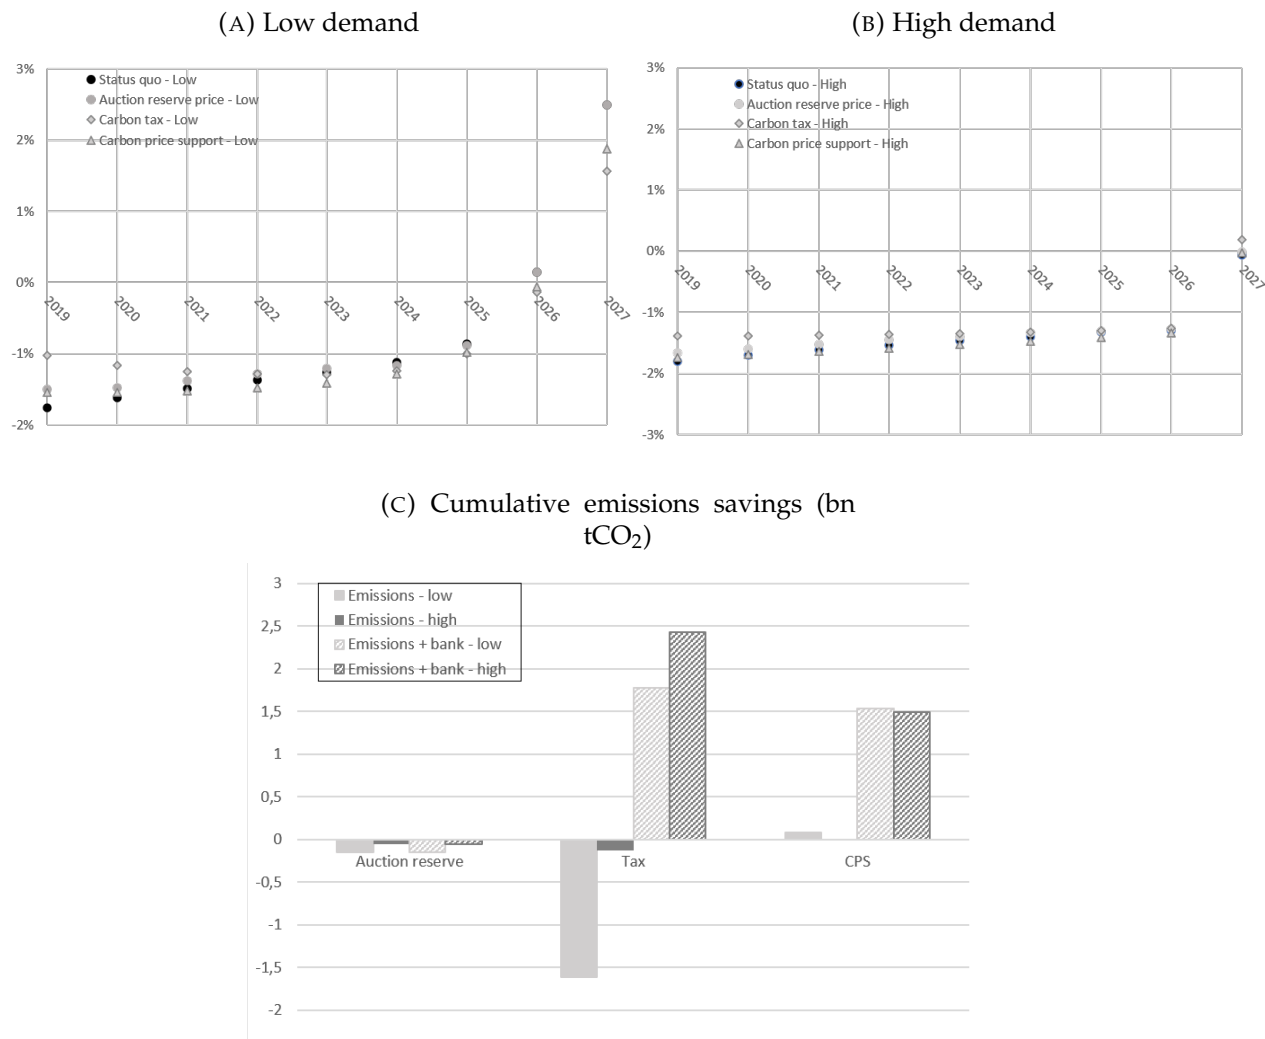 (A) Low demand
3%
2%
1%
0%
-1%
-2%
Status quo - Low
Auction reserve price - Low
Carbon tax - Low
Carbon price support - Low
2019
2020
2021
2022
2023
2024
2025
2026
2027
(B) High demand
3%
2%
1%
0%
-1%
-2%
-3%
Status quo - High
Auction reserve price - High
Carbon tax - High
Carbon price support - High
2019
2020
2021
2022
2023
2024
2025
2026
2027
(C) Cumulative emissions savings (bn
tCO₂)
3
2,5
2
1,5
1
0,5
0
-0,5
-1
-1,5
-2
Emissions - low
Emissions - high
Emissions + bank - low
Emissions + bank - high
Auction reserve
Tax
CPS